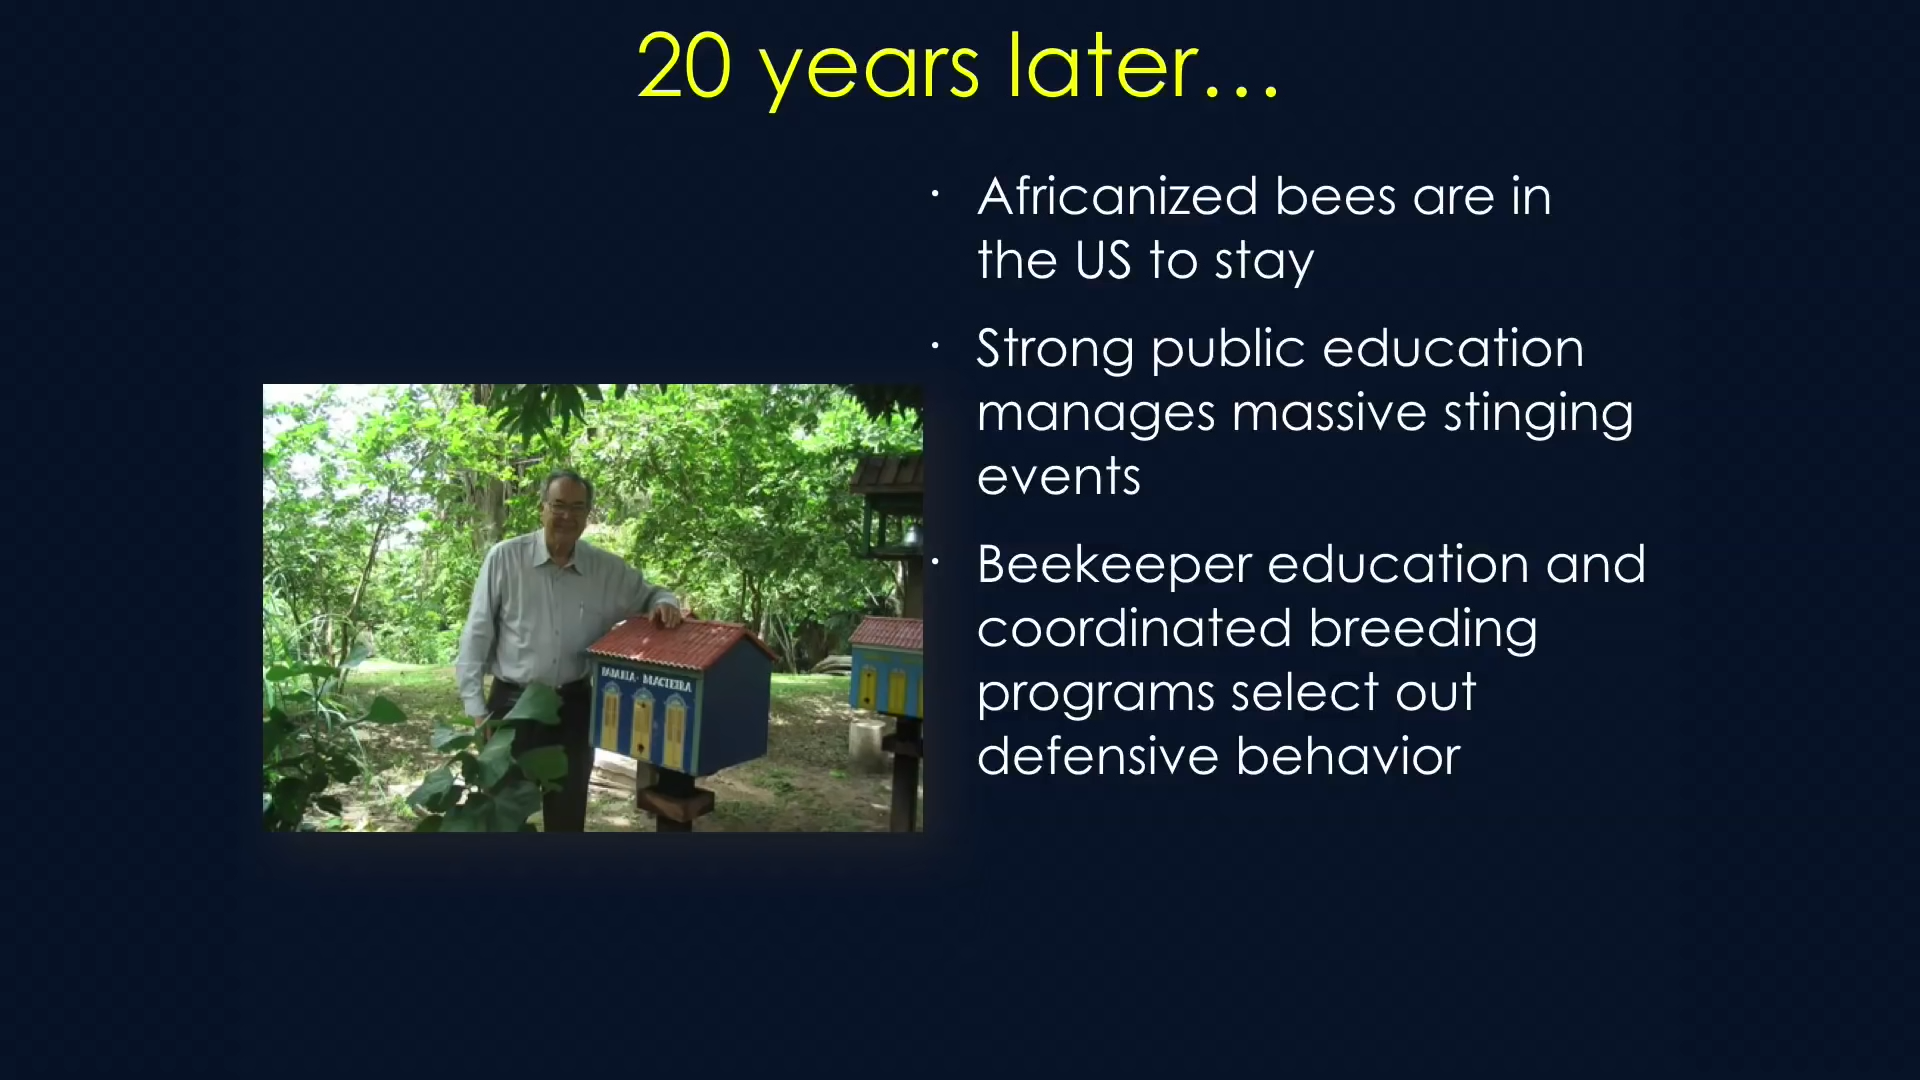 20 years later…
· Africanized bees are in
the US to stay
· Strong public education
manages massive stinging
events
· Beekeeper education and
coordinated breeding
programs select out
defensive behavior
MACIEIRA